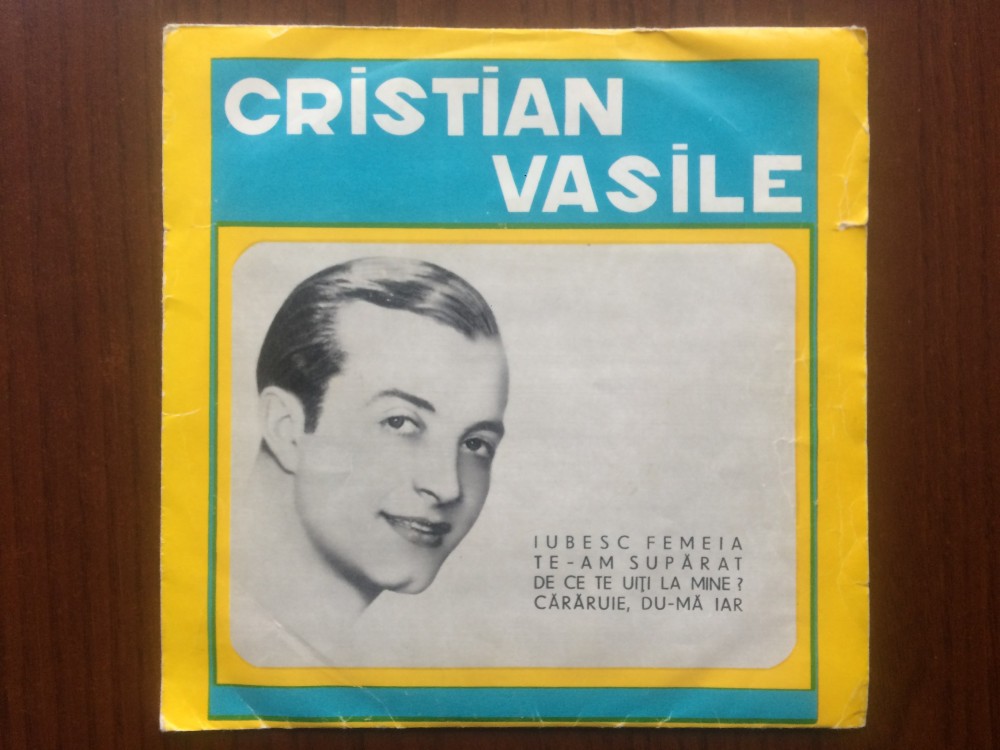 CRISTIAN
VASILE
IUBESC FEMEIA
TE-AM SUPĂRAT
DE CE TE UIȚI LA MINE?
CĂRĂRUIE, DU-MĂ IAR